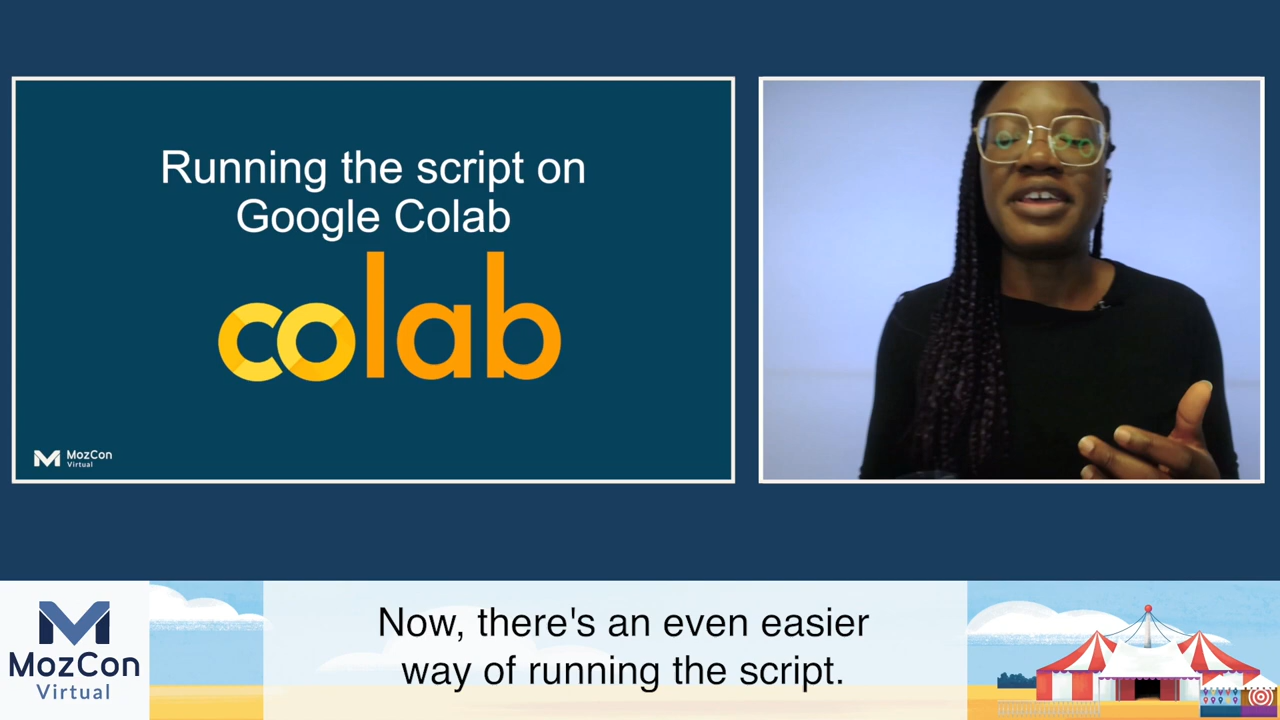 Running the script on
Google Colab
colab
MozCon
Virtual
Now, there's an even easier
way of running the script.
MozCon
Virtual